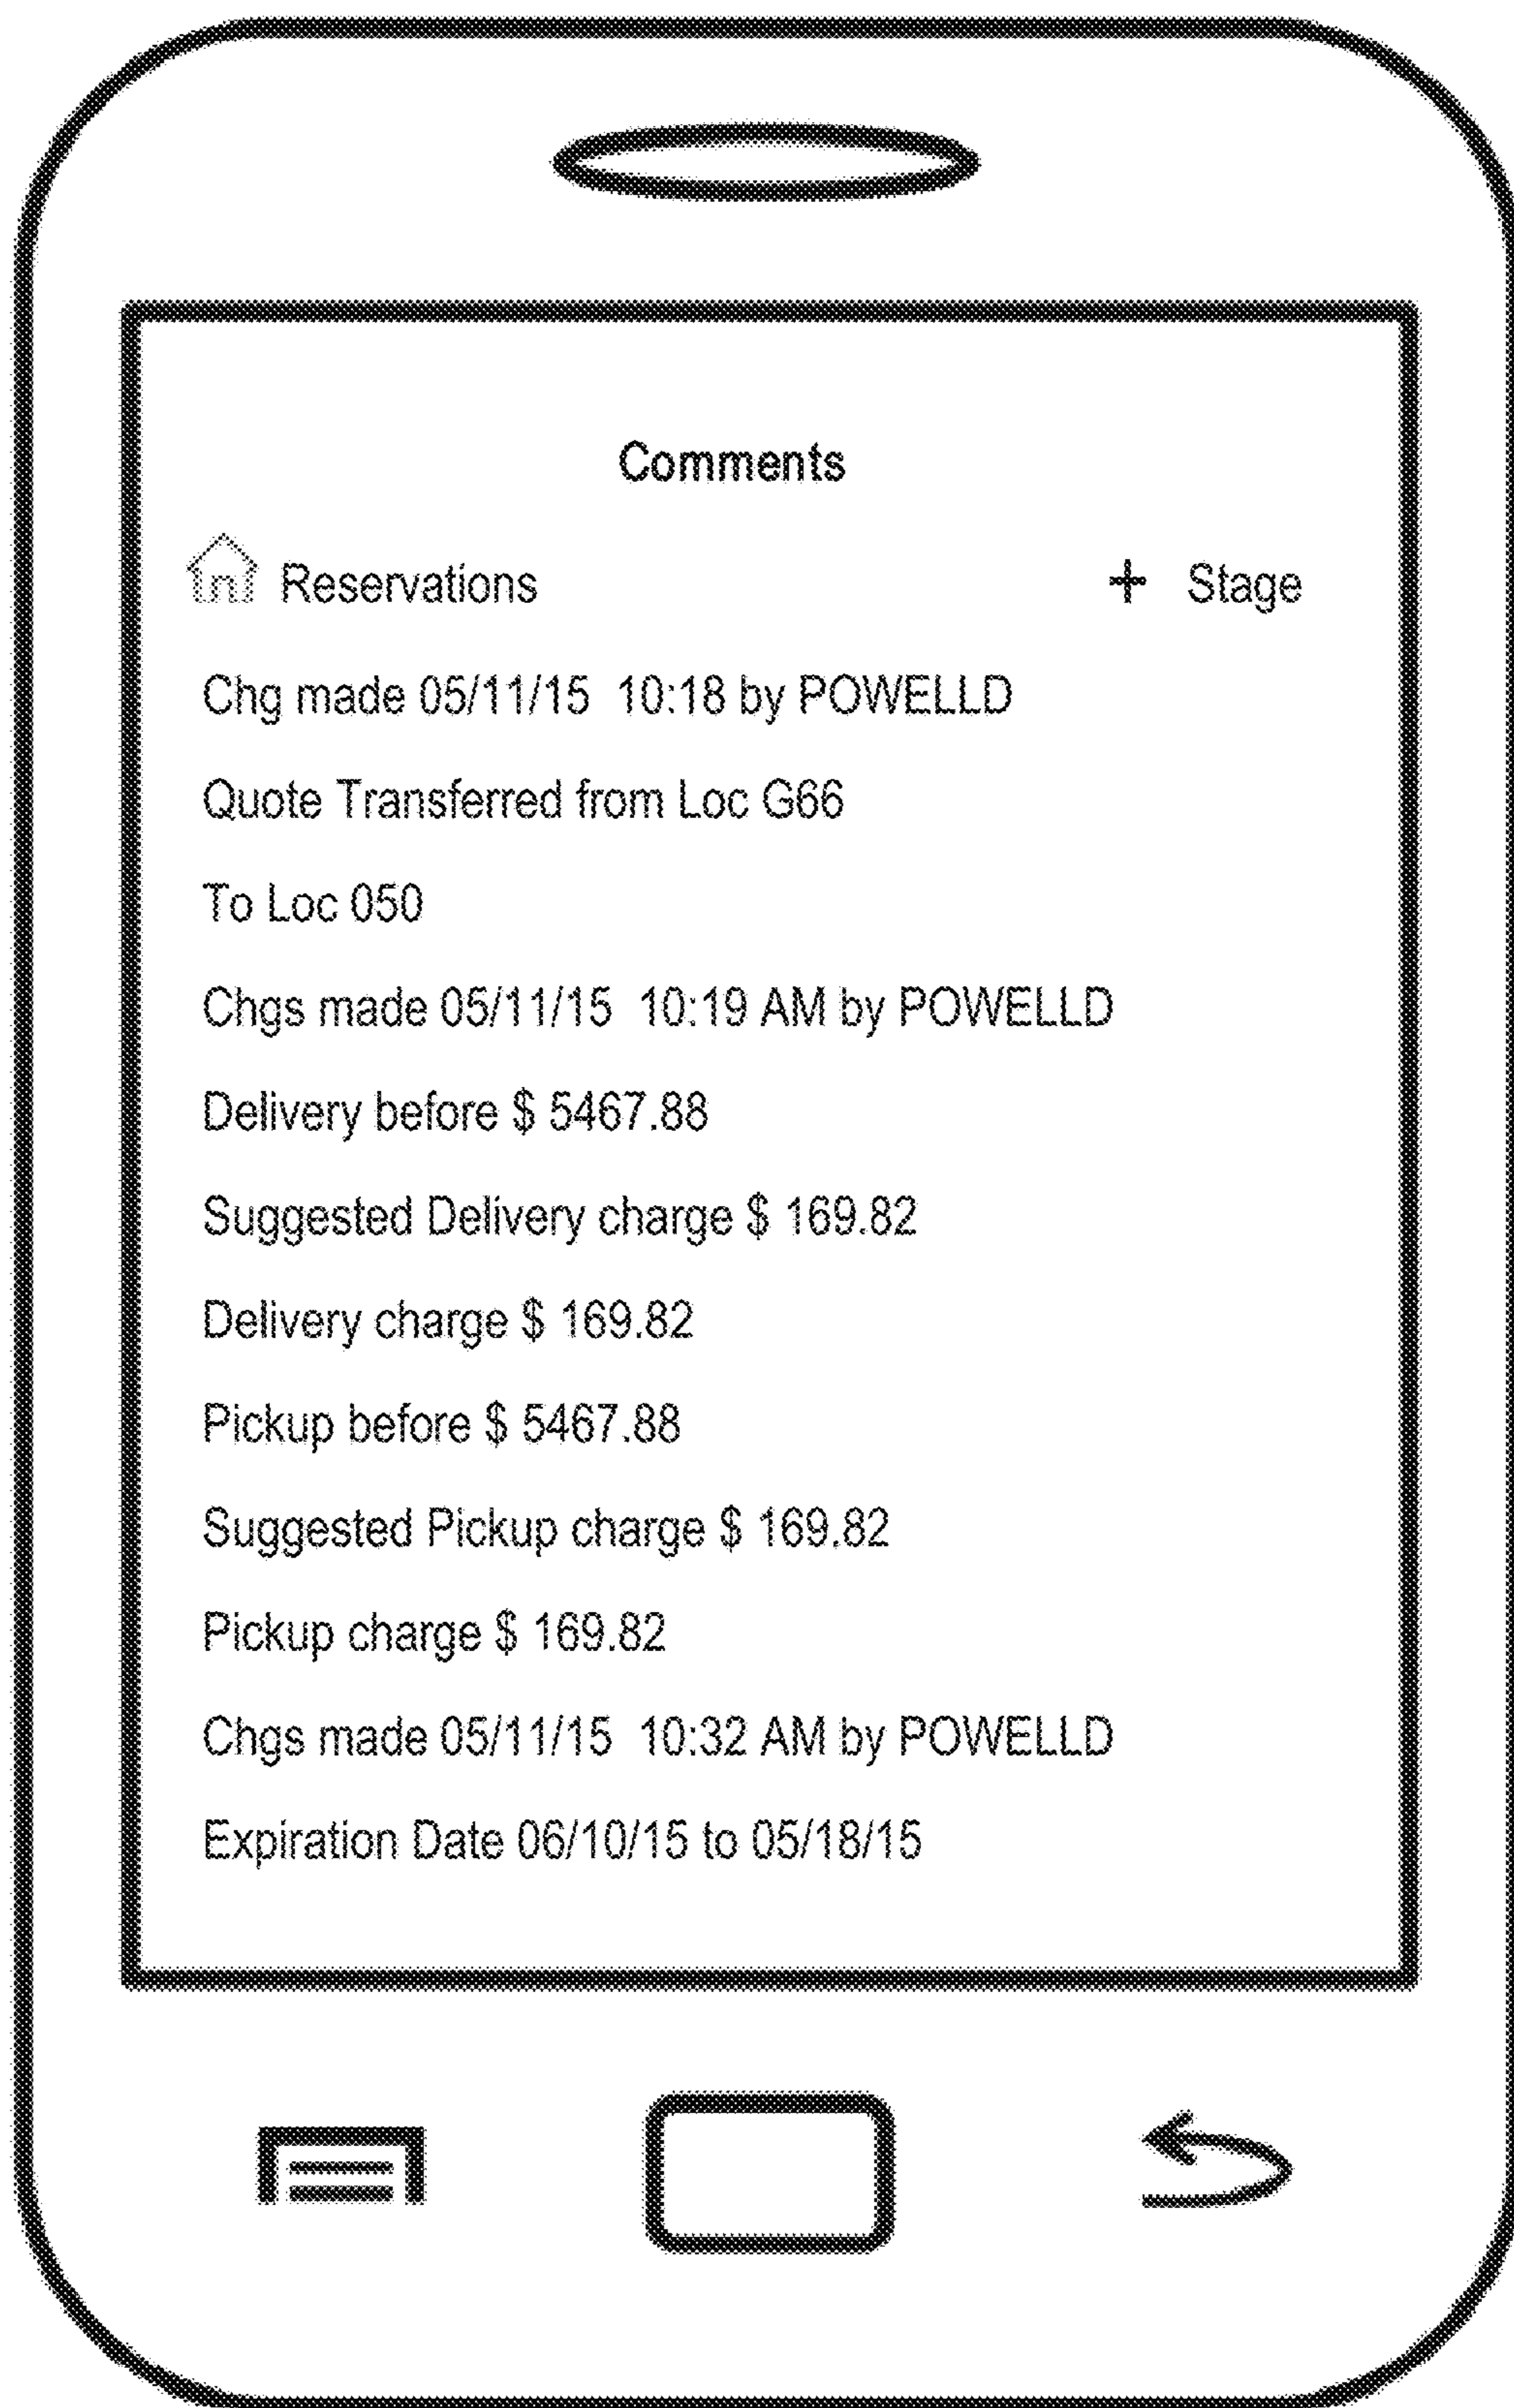 Comments
Reservations + Stage
Chg made 05/11/15 10:18 by POWELLD
Quote Transferred from Loc G66
To Loc 050
Chgs made 05/11/15 10:19 AM by POWELLD
Delivery before $ 5467.88
Suggested Delivery charge $ 169.82
Delivery charge $ 169.82
Pickup before $ 5467.88
Suggested Pickup charge $ 169.82
Pickup charge $ 169.82
Chgs made 05/11/15 10:32 AM by POWELLD
Expiration Date 06/10/15 to 05/18/15